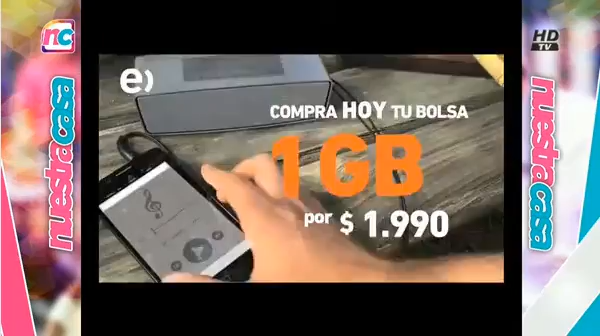 nc
HD
TV
nuestracasa
nuestracasa
e)
COMPRA HOY TU BOLSA
1 GB
por $ 1.990